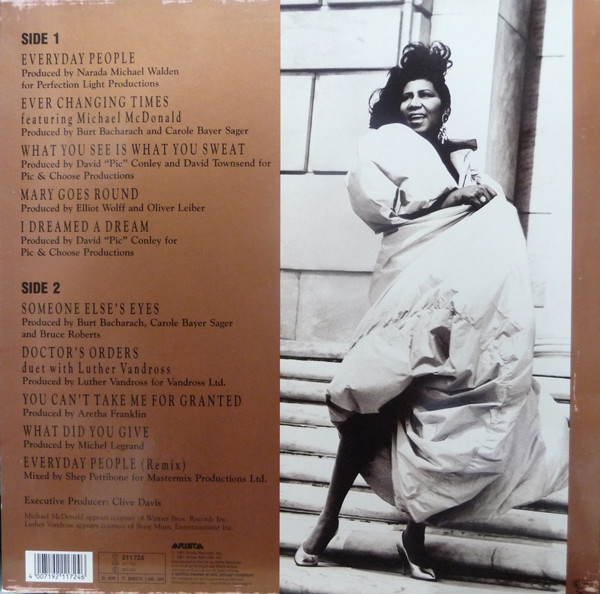 SIDE 1
EVERYDAY PEOPLE
Produced by Narada Michael Walden
for Perfection Light Productions
EVER CHANGING TIMES
featuring Michael McDonald
Produced by Burt Bacharach and Carole Bayer Sager
WHAT YOU SEE IS WHAT YOU SWEAT
Produced by David "Pic" Conley and David Townsend for
Pic & Choose Productions
MARY GOES ROUND
Produced by Elliot Wolff and Oliver Leiber
I DREAMED A DREAM
Produced by David "Pic" Conley for
Pic & Choose Productions
SIDE 2
SOMEONE ELSE'S EYES
Produced by Burt Bacharach, Carole Bayer Sager
and Bruce Roberts
DOCTOR'S ORDERS
duet with Luther Vandross
Produced by Luther Vandross for Vandross Ltd.
YOU CAN'T TAKE ME FOR GRANTED
Produced by Aretha Franklin
WHAT DID YOU GIVE
Produced by Michel Legrand
EVERYDAY PEOPLE (Remix)
Mixed by Shep Pettibone for Mastermix Productions Ltd.
Executive Producer: Clive Davis
Michael McDonald appears courtesy of Warner Bros. Records Inc.
Luther Vandross appears courtesy of Sony Music Entertainment Inc.
ARISTA
211724
4 007192 117246